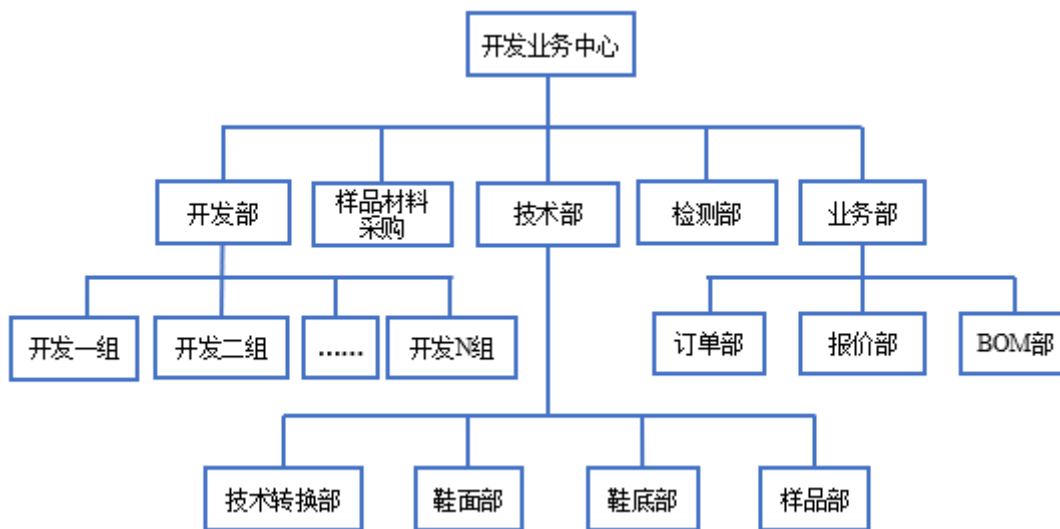 开发业务中心
开发部
样品材料
采购
技术部
检测部
业务部
开发一组
开发二组
……
开发N组
订单部
报价部
BOM部
技术转换部
鞋面部
鞋底部
样品部